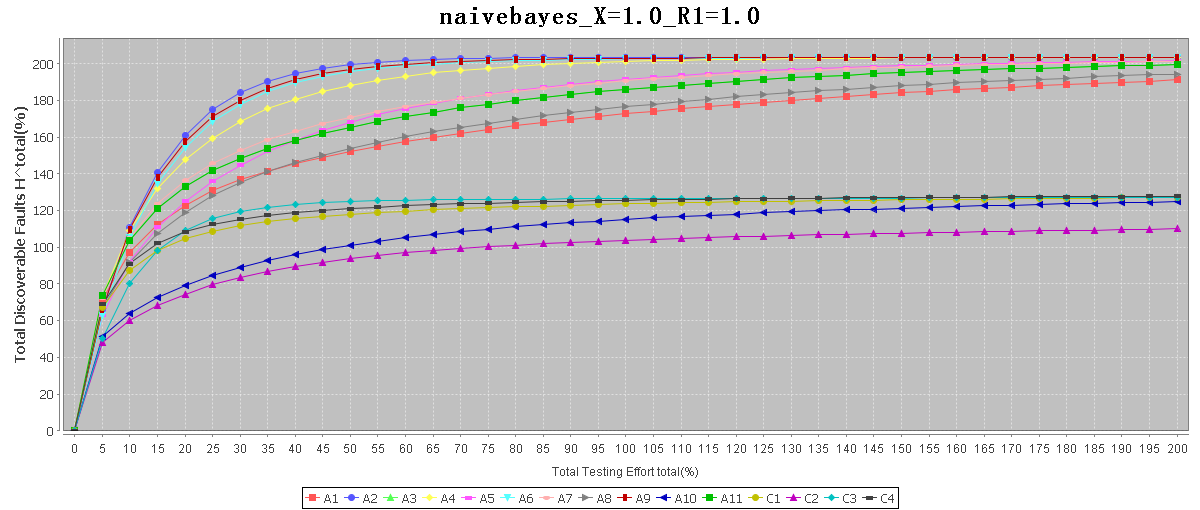 naivebayes_X=1.0_R1=1.0
Total Discoverable Faults H^total(%)
200
180
160
140
120
100
80
60
40
20
0
0 5 10 15 20 25 30 35 40 45 50 55 60 65 70 75 80 85 90 95 100 105 110 115 120 125 130 135 140 145 150 155 160 165 170 175 180 185 190 195 200
Total Testing Effort total(%)
A1 A2 A3 A4 A5 A6 A7 A8 A9 A10 A11 C1 C2 C3 C4